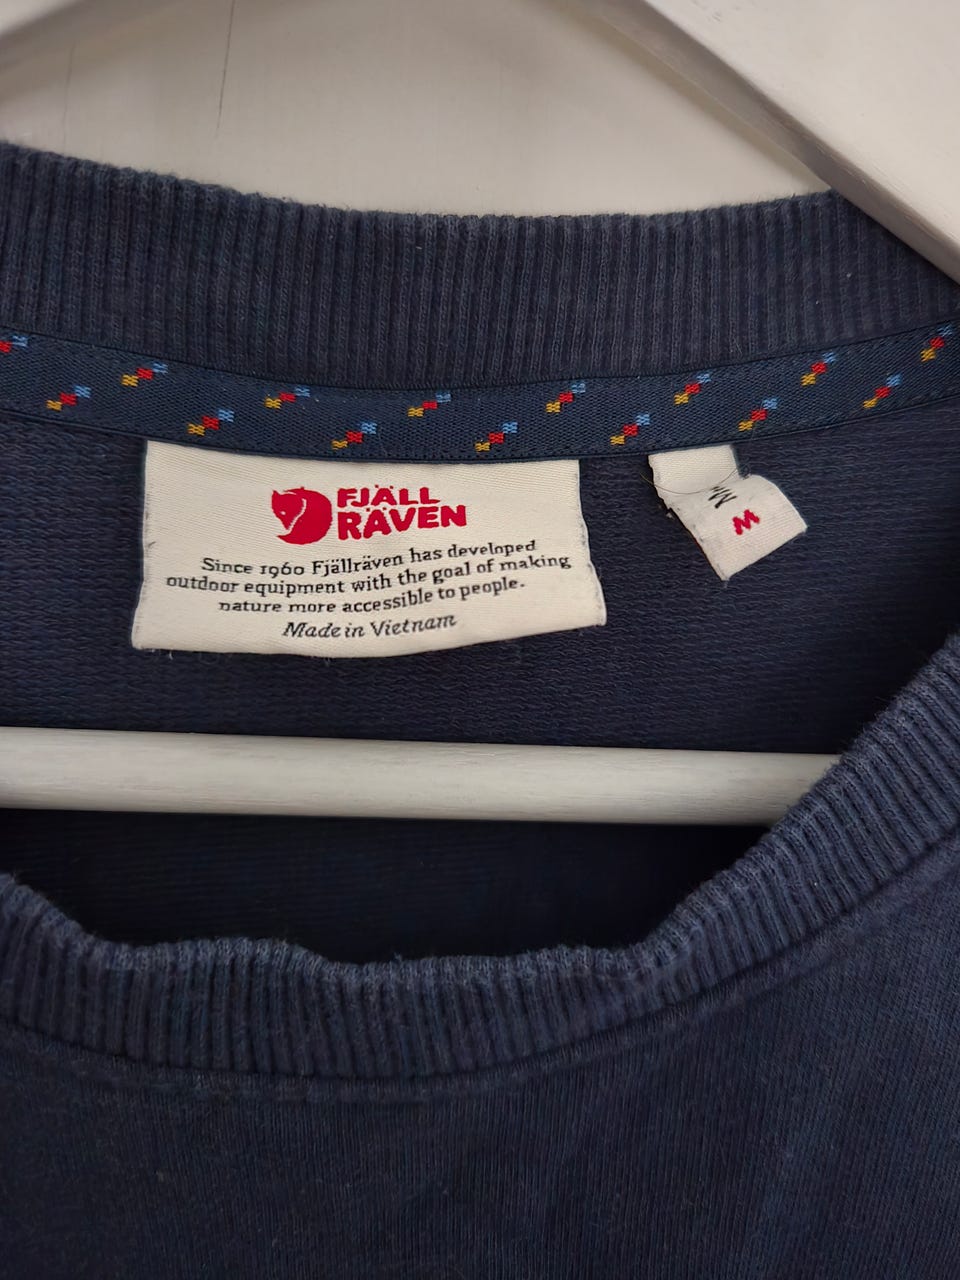 FJÄLL
RÄVEN
Since 1960 Fjällräven has developed
outdoor equipment with the goal of making
nature more accessible to people.
Made in Vietnam
M
W